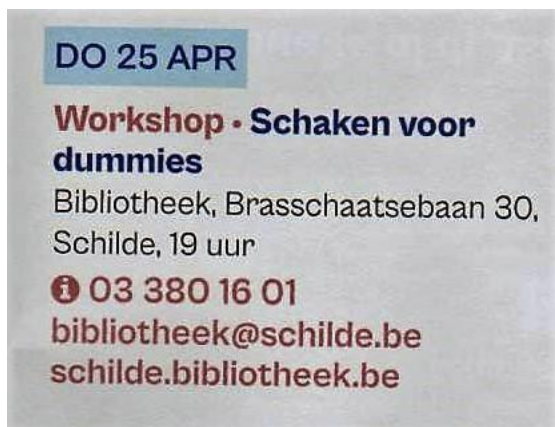 DO 25 APR
Workshop • Schaken voor
dummies
Bibliotheek, Brasschaatsebaan 30,
Schilde, 19 uur
i 03 380 16 01
bibliotheek@schilde.be
schilde.bibliotheek.be